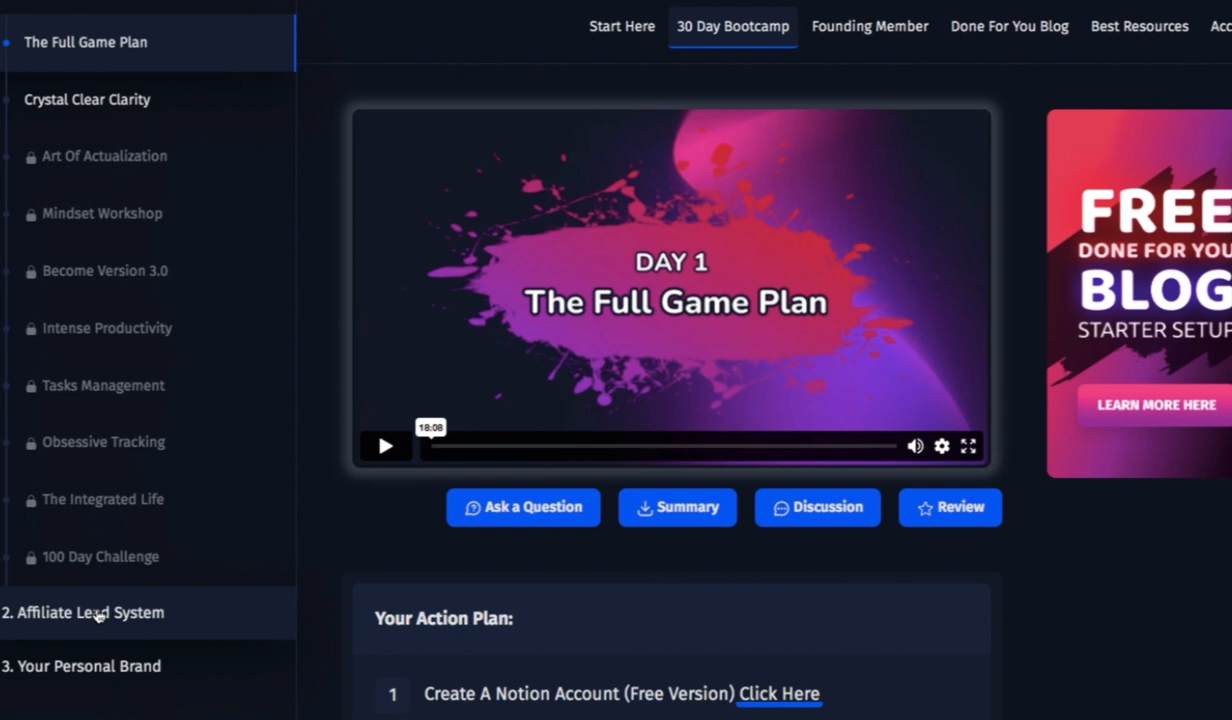 The Full Game Plan
Crystal Clear Clarity
Art Of Actualization
Mindset Workshop
Become Version 3.0
Intense Productivity
Tasks Management
Obsessive Tracking
The Integrated Life
100 Day Challenge
2. Affiliate Lead System
3. Your Personal Brand
Start Here
30 Day Bootcamp
Founding Member
Done For You Blog
Best Resources
DAY 1
The Full Game Plan
18:08
Ask a Question
Summary
Discussion
Review
Your Action Plan:
1
Create A Notion Account (Free Version) Click Here
FREE
DONE FOR YOU
BLOG
STARTER SETUP
LEARN MORE HERE